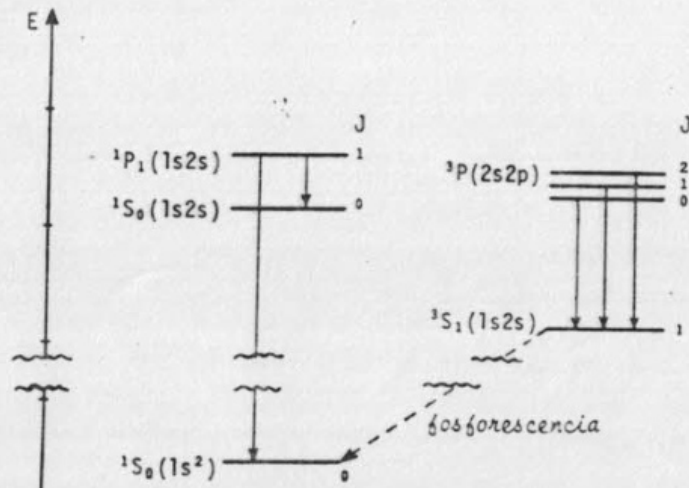 E
J
¹P₁(1s2s)
1
¹S₀(1s2s)
0
J
³P(2s2p)
2
1
0
³S₁(1s2s)
1
fosforescencia
¹S₀(1s²)
0